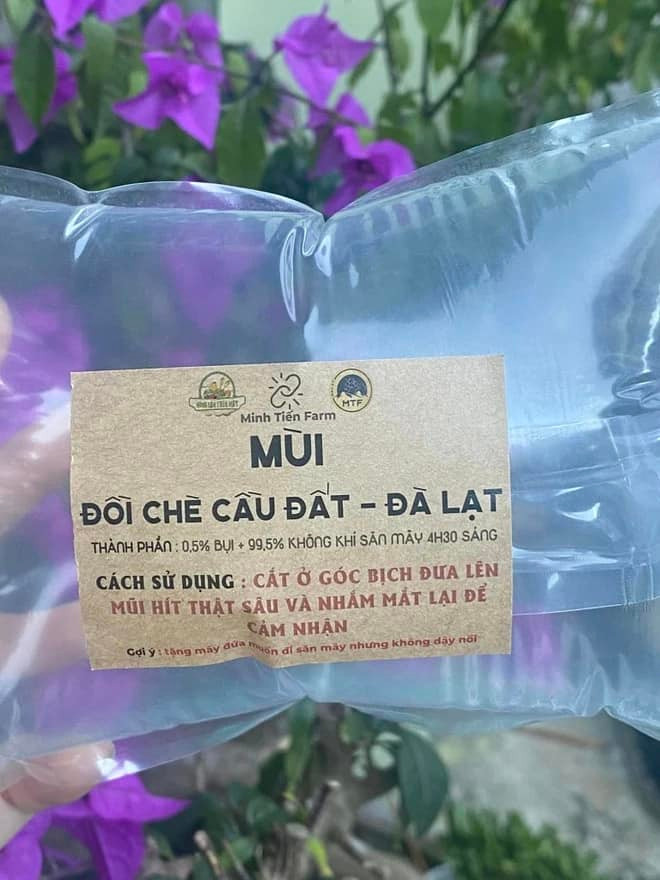 MTF
Minh Tiến Farm
MÙI
ĐỒI CHÈ CẦU ĐẤT - ĐÀ LẠT
THÀNH PHẦN : 0,5% BỤI + 99,5% KHÔNG KHÍ SĂN MÂY 4H30 SÁNG
CÁCH SỬ DỤNG : CẮT Ở GÓC BỊCH ĐƯA LÊN
MŨI HÍT THẬT SÂU VÀ NHẮM MẮT LẠI ĐỂ
CẢM NHẬN
Gợi ý : tặng mấy đứa muốn đi săn mây nhưng không dậy nổi